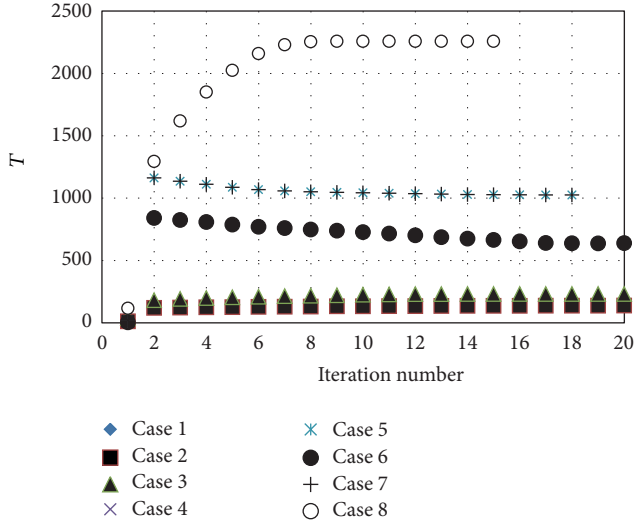 2500
2000
1500
T
1000
500
0
0 2 4 6 8 10 12 14 16 18 20
Iteration number
Case 1
Case 2
Case 3
Case 4
Case 5
Case 6
Case 7
Case 8